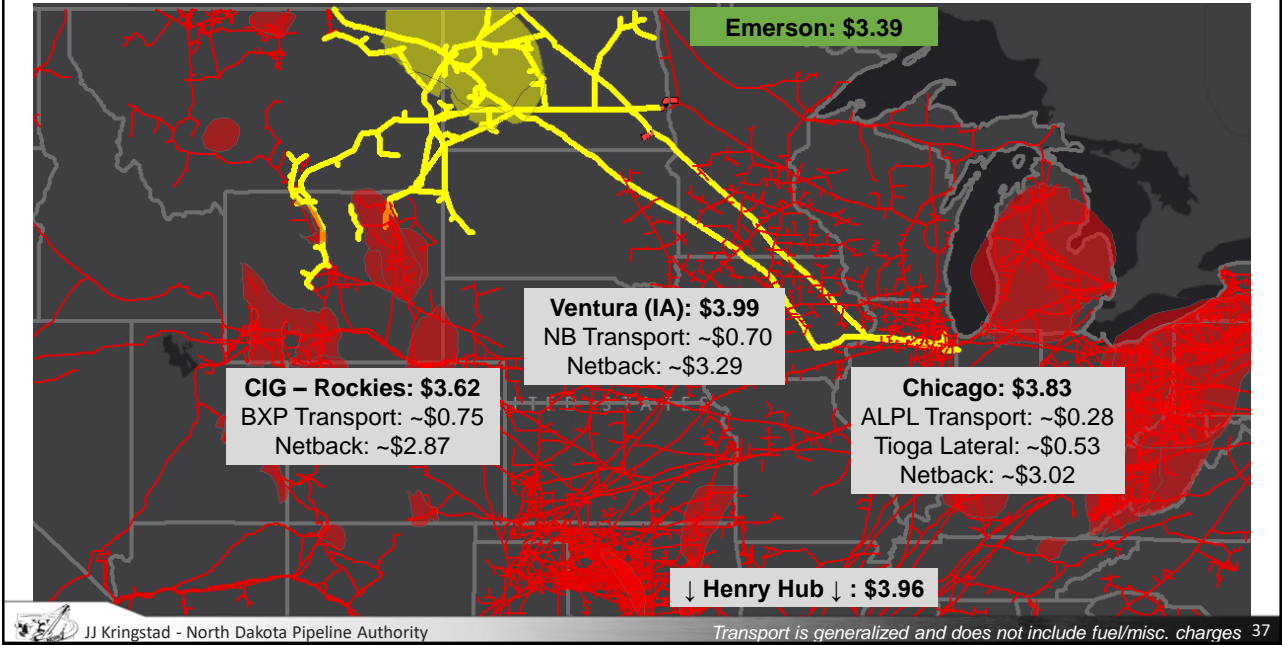 Emerson: $3.39
Ventura (IA): $3.99
NB Transport: ~$0.70
Netback: ~$3.29
CIG – Rockies: $3.62
BXP Transport: ~$0.75
Netback: ~$2.87
Chicago: $3.83
ALPL Transport: ~$0.28
Tioga Lateral: ~$0.53
Netback: ~$3.02
↓ Henry Hub ↓ : $3.96
JJ Kringstad - North Dakota Pipeline Authority
Transport is generalized and does not include fuel/misc. charges 37